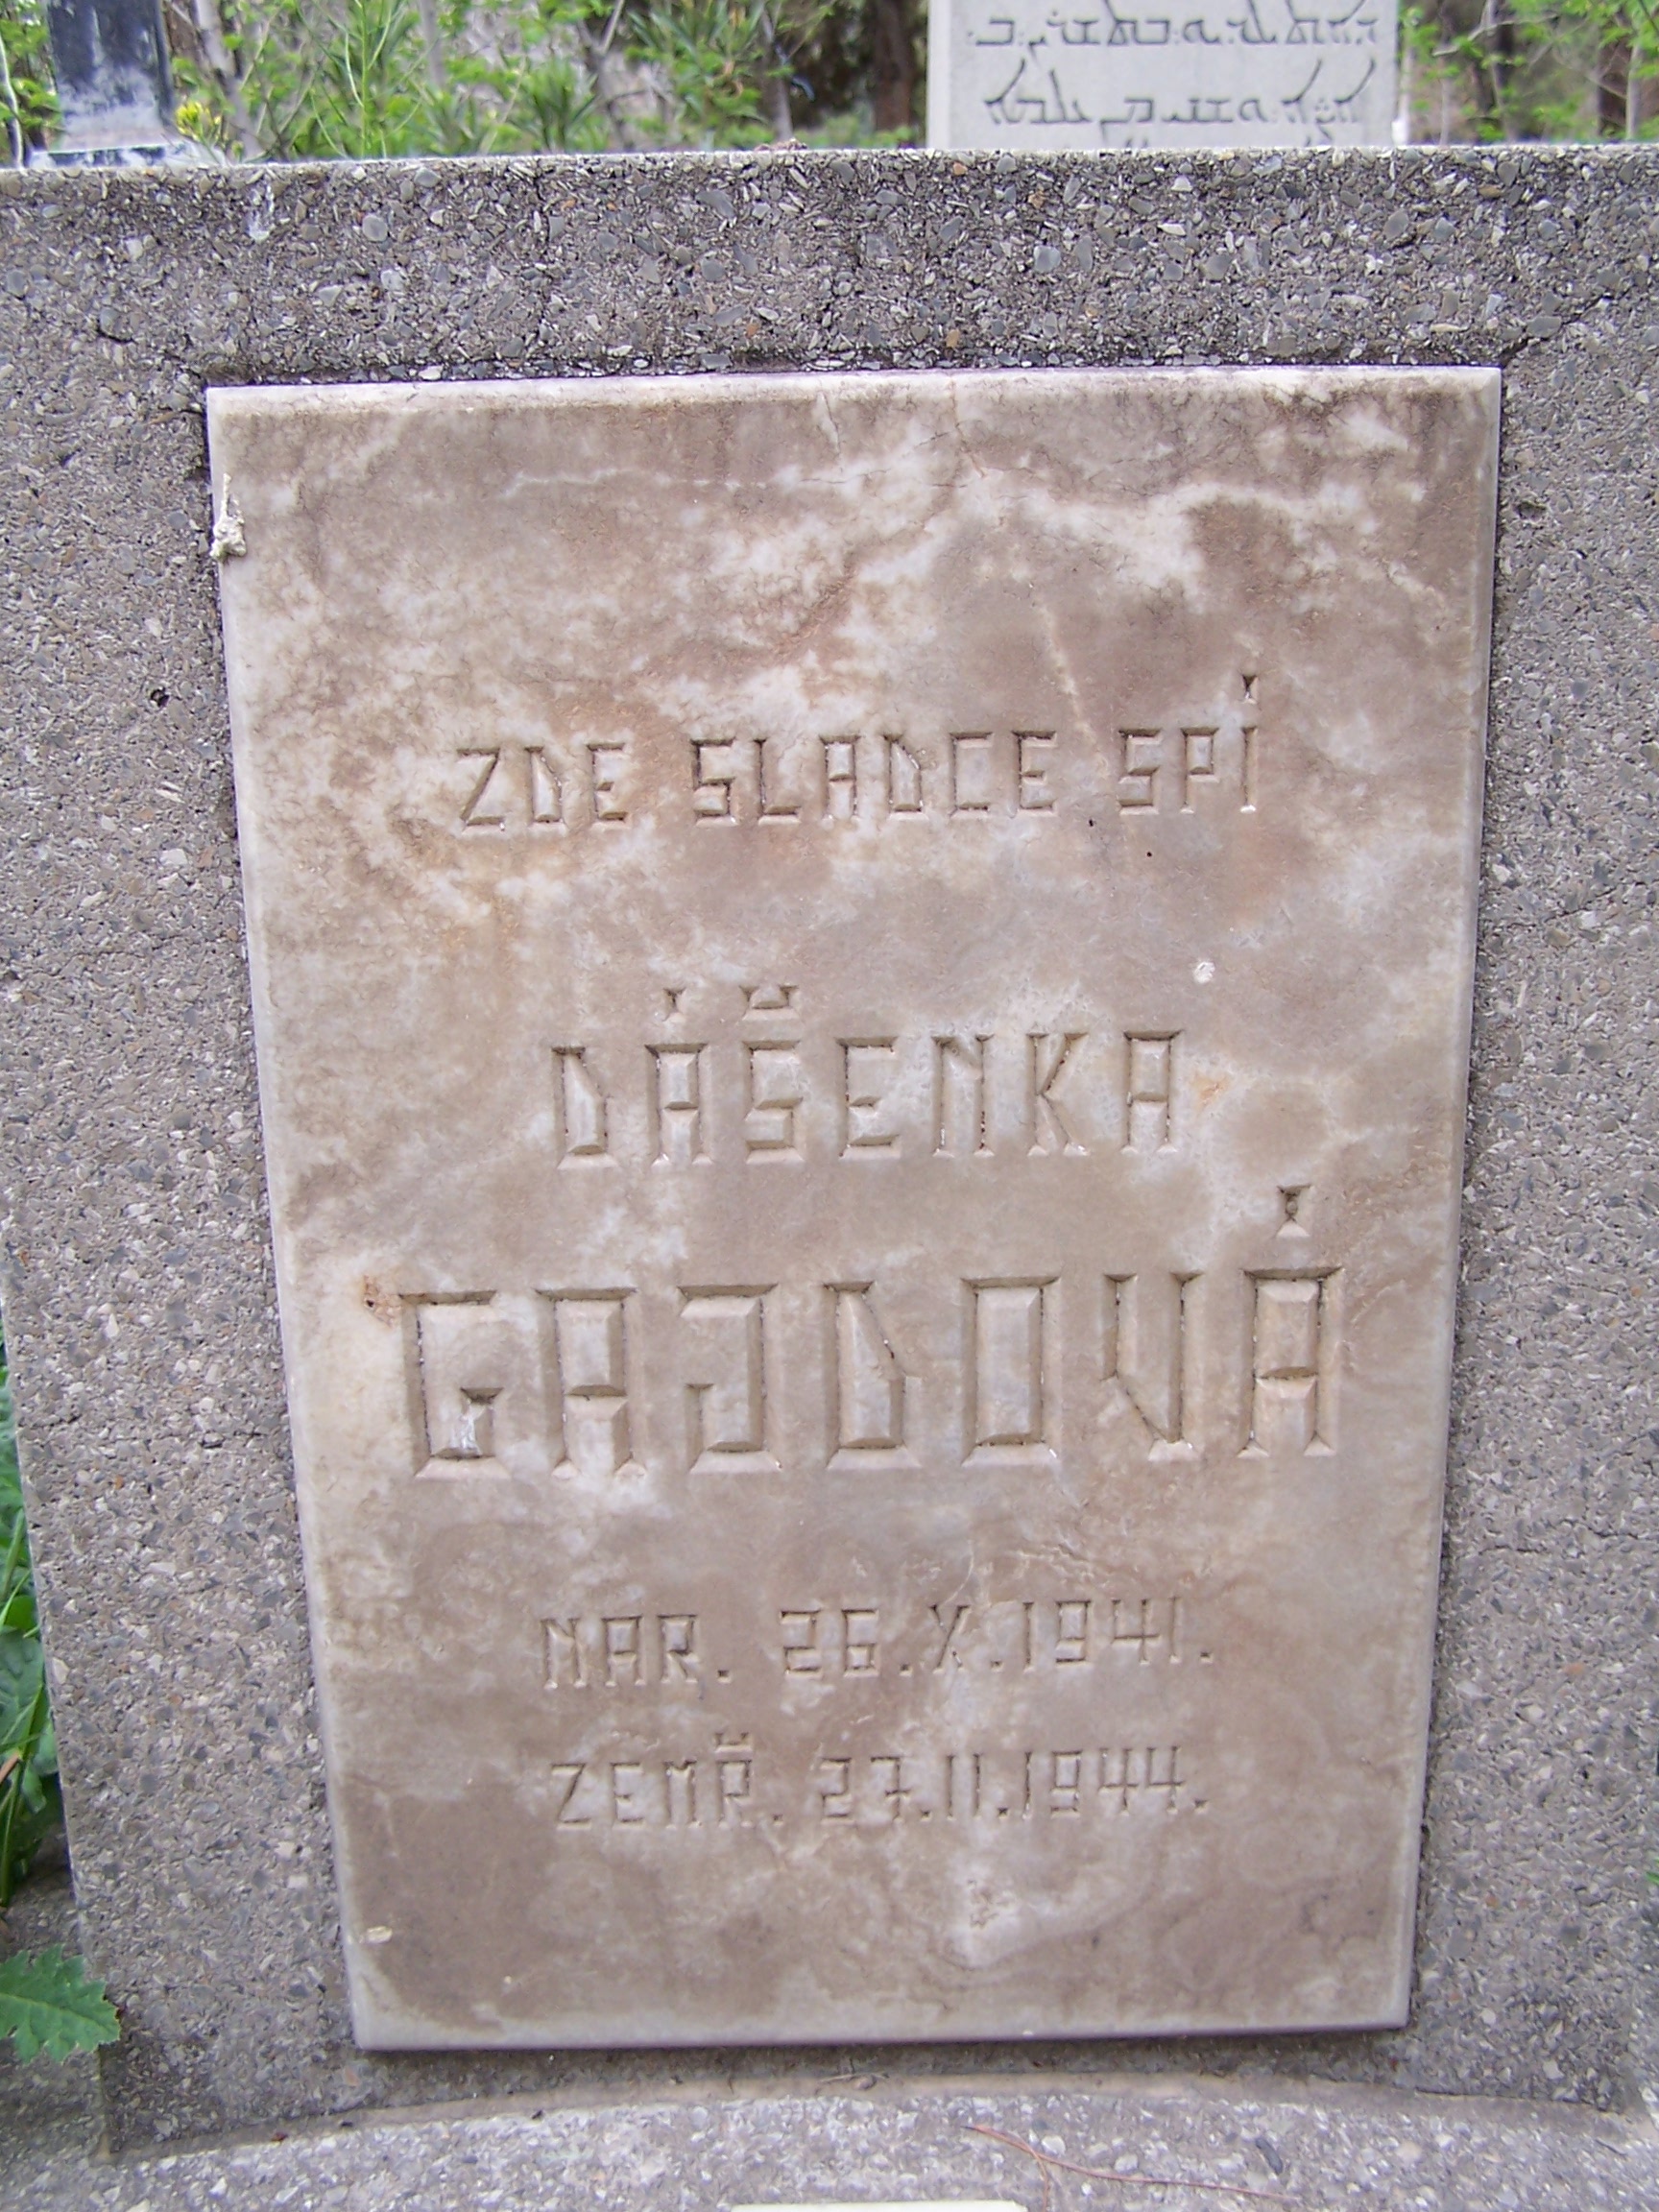 ZDE SLADCE SPÍ
DÁŠENKA
GAJDOVÁ
NAR. 26.X.1941.
ZEMŘ. 27.11.1944.